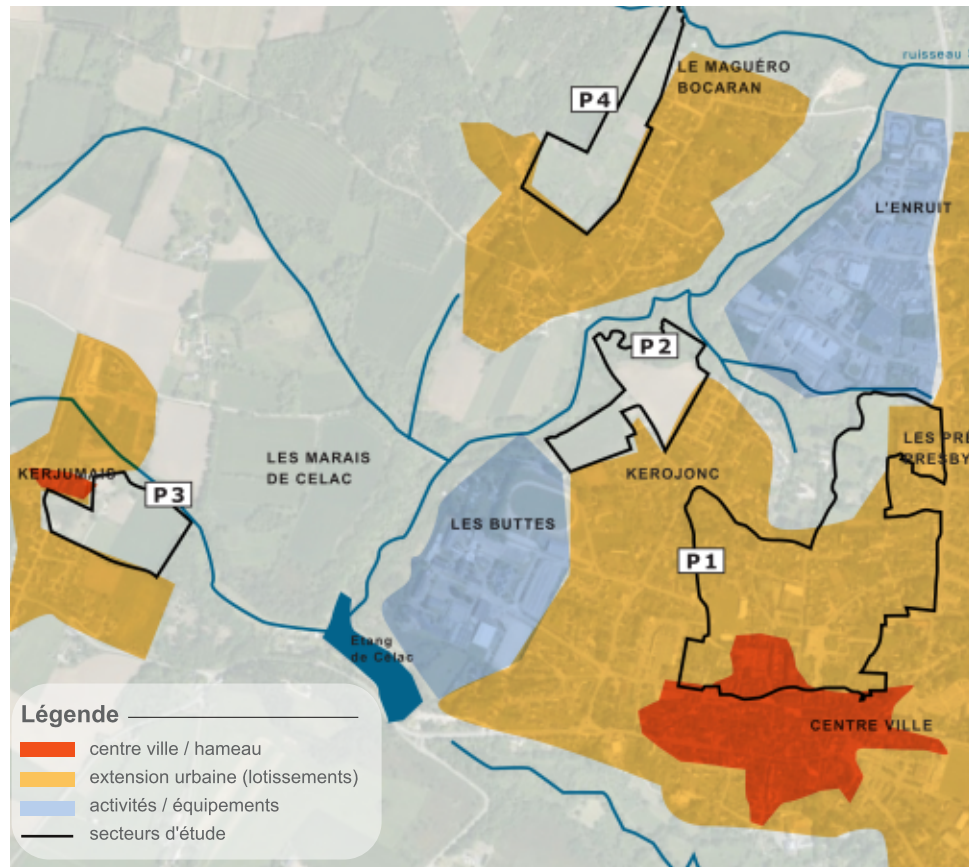 ruisseau
LE MAGUÉRO
BOCARAN
P4
L'ENRUIT
P2
LES PRÉ
PRESBY
KERJUMAIS
LES MARAIS
DE CELAC
KEROJONC
P3
LES BUTTES
P1
Etang
de Célac
CENTRE VILLE
Légende
centre ville / hameau
extension urbaine (lotissements)
activités / équipements
secteurs d'étude